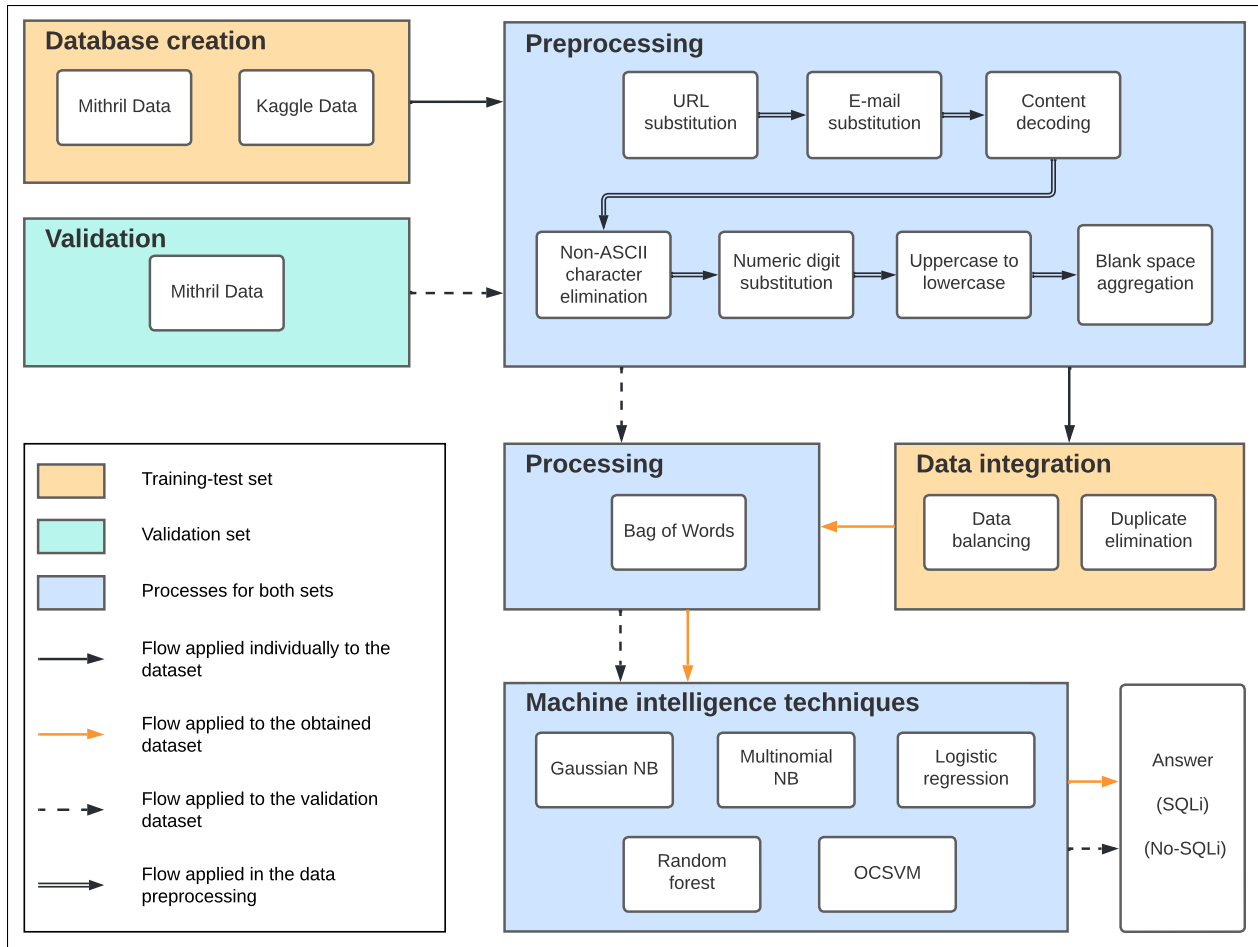 Database creation
Mithril Data
Kaggle Data
Preprocessing
URL
substitution
E-mail
substitution
Content
decoding
Non-ASCII
character
elimination
Numeric digit
substitution
Uppercase to
lowercase
Blank space
aggregation
Validation
Mithril Data
Training-test set
Validation set
Processes for both sets
Flow applied individually to the
dataset
Flow applied to the obtained
dataset
Flow applied to the validation
dataset
Flow applied in the data
preprocessing
Processing
Bag of Words
Data integration
Data
balancing
Duplicate
elimination
Machine intelligence techniques
Gaussian NB
Multinomial
NB
Logistic
regression
Random
forest
OCSVM
Answer
(SQLi)
(No-SQLi)